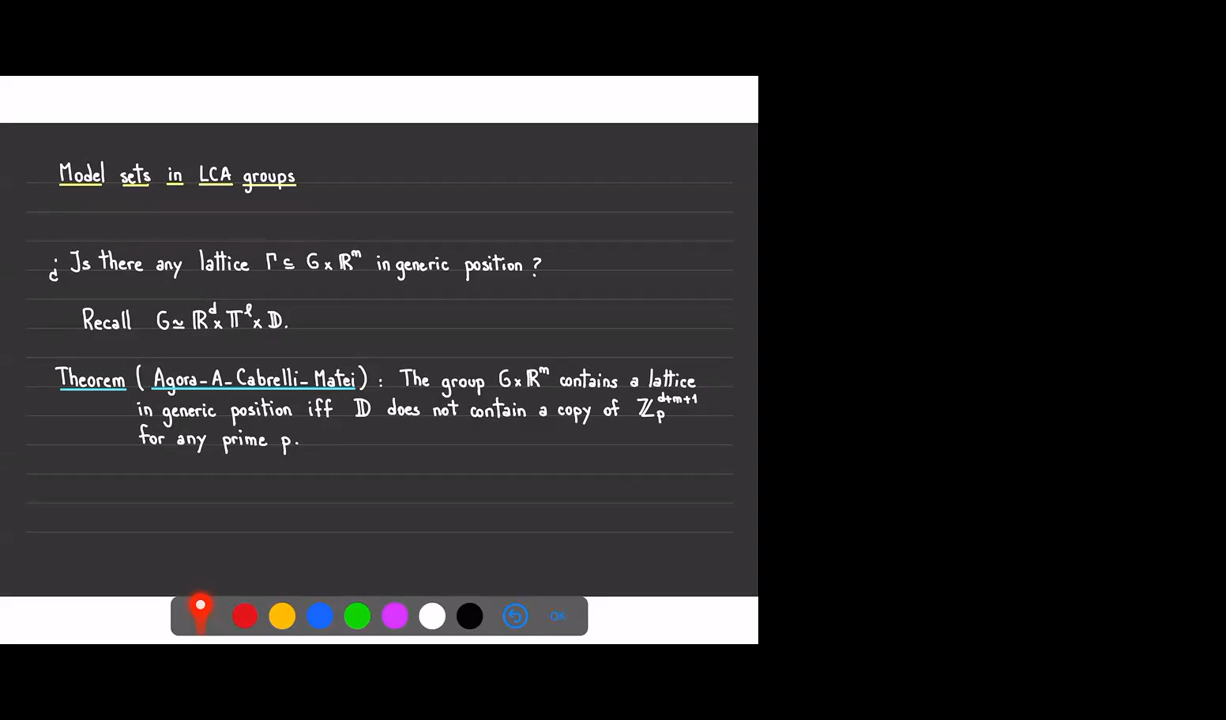 Model sets in LCA groups
¿ Is there any lattice Γ ⊆ G × ℝ^m in generic position ?
Recall G ≃ ℝ^d × 𝕋^ℓ × 𝔻.
Theorem ( Agora-A-Cabrelli-Matei ) : The group G × ℝ^m contains a lattice
in generic position iff 𝔻 does not contain a copy of ℤ_p^{d+m+1}
for any prime p.
OK